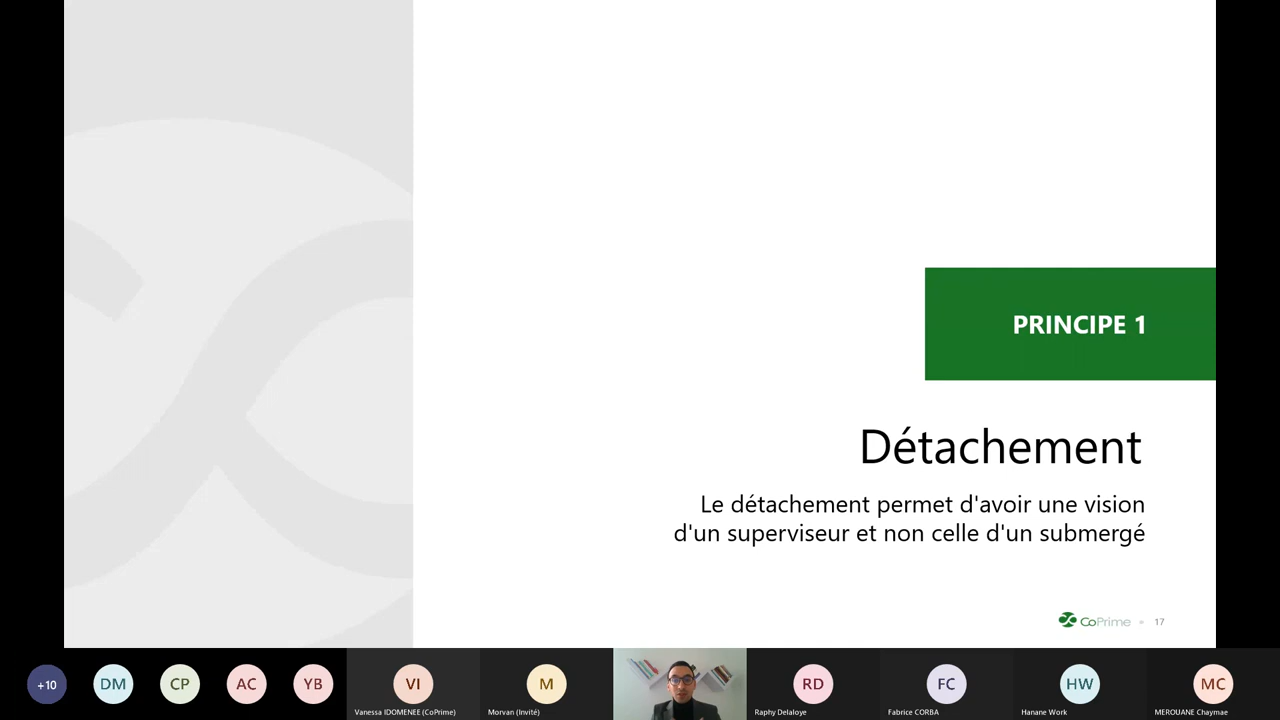 PRINCIPE 1
Détachement
Le détachement permet d'avoir une vision
d'un superviseur et non celle d'un submergé
CoPrime 17
+10 DM CP AC YB VI M RD FC HW MC
Vanessa IDOMENEE (CoPrime) Morvan (Invité) Raphy Delaloye Fabrice CORBA Hanane Work MEROUANE Chaymae